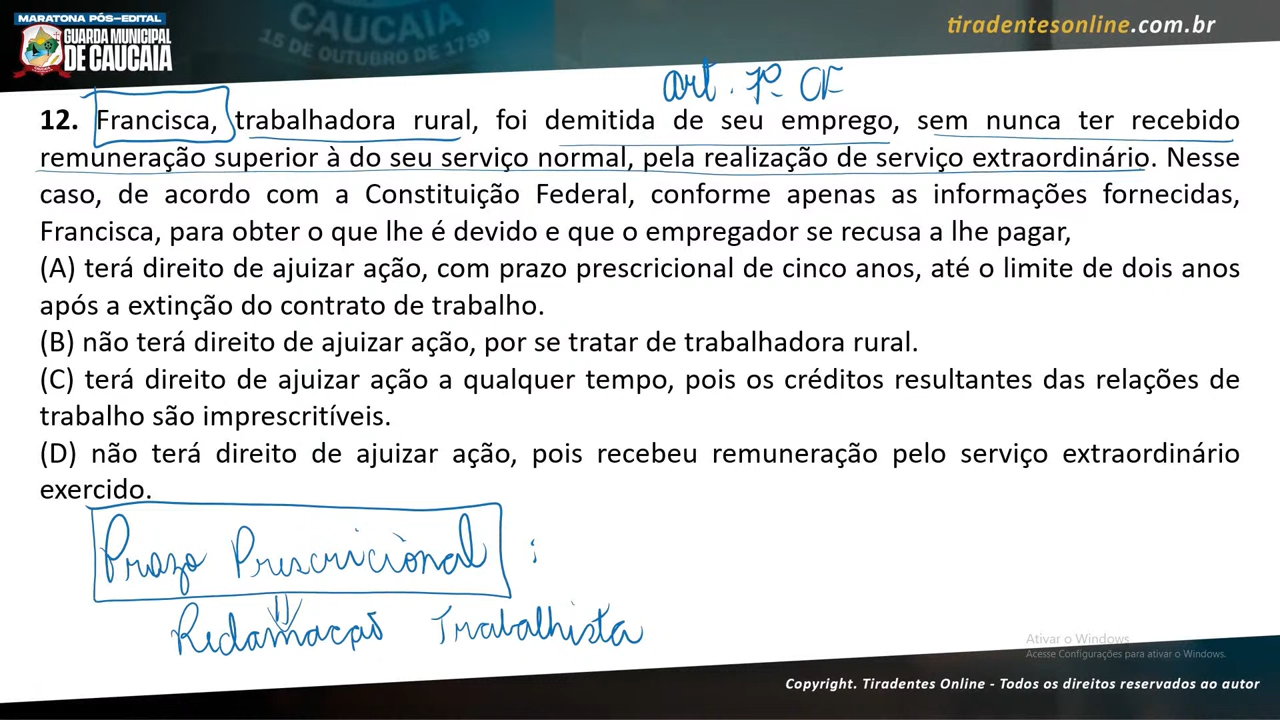 MARATONA PÓS-EDITAL
GUARDA MUNICIPAL
DE CAUCAIA
CAUCAIA
15 DE OUTUBRO DE 1759
tiradentesonline.com.br
art. 7º CF
12. Francisca, trabalhadora rural, foi demitida de seu emprego, sem nunca ter recebido
remuneração superior à do seu serviço normal, pela realização de serviço extraordinário. Nesse
caso, de acordo com a Constituição Federal, conforme apenas as informações fornecidas,
Francisca, para obter o que lhe é devido e que o empregador se recusa a lhe pagar,
(A) terá direito de ajuizar ação, com prazo prescricional de cinco anos, até o limite de dois anos
após a extinção do contrato de trabalho.
(B) não terá direito de ajuizar ação, por se tratar de trabalhadora rural.
(C) terá direito de ajuizar ação a qualquer tempo, pois os créditos resultantes das relações de
trabalho são imprescritíveis.
(D) não terá direito de ajuizar ação, pois recebeu remuneração pelo serviço extraordinário
exercido.
Prazo Prescricional :
Reclamação Trabalhista
Ativar o Windows
Acesse Configurações para ativar o Windows.
Copyright. Tiradentes Online - Todos os direitos reservados ao autor